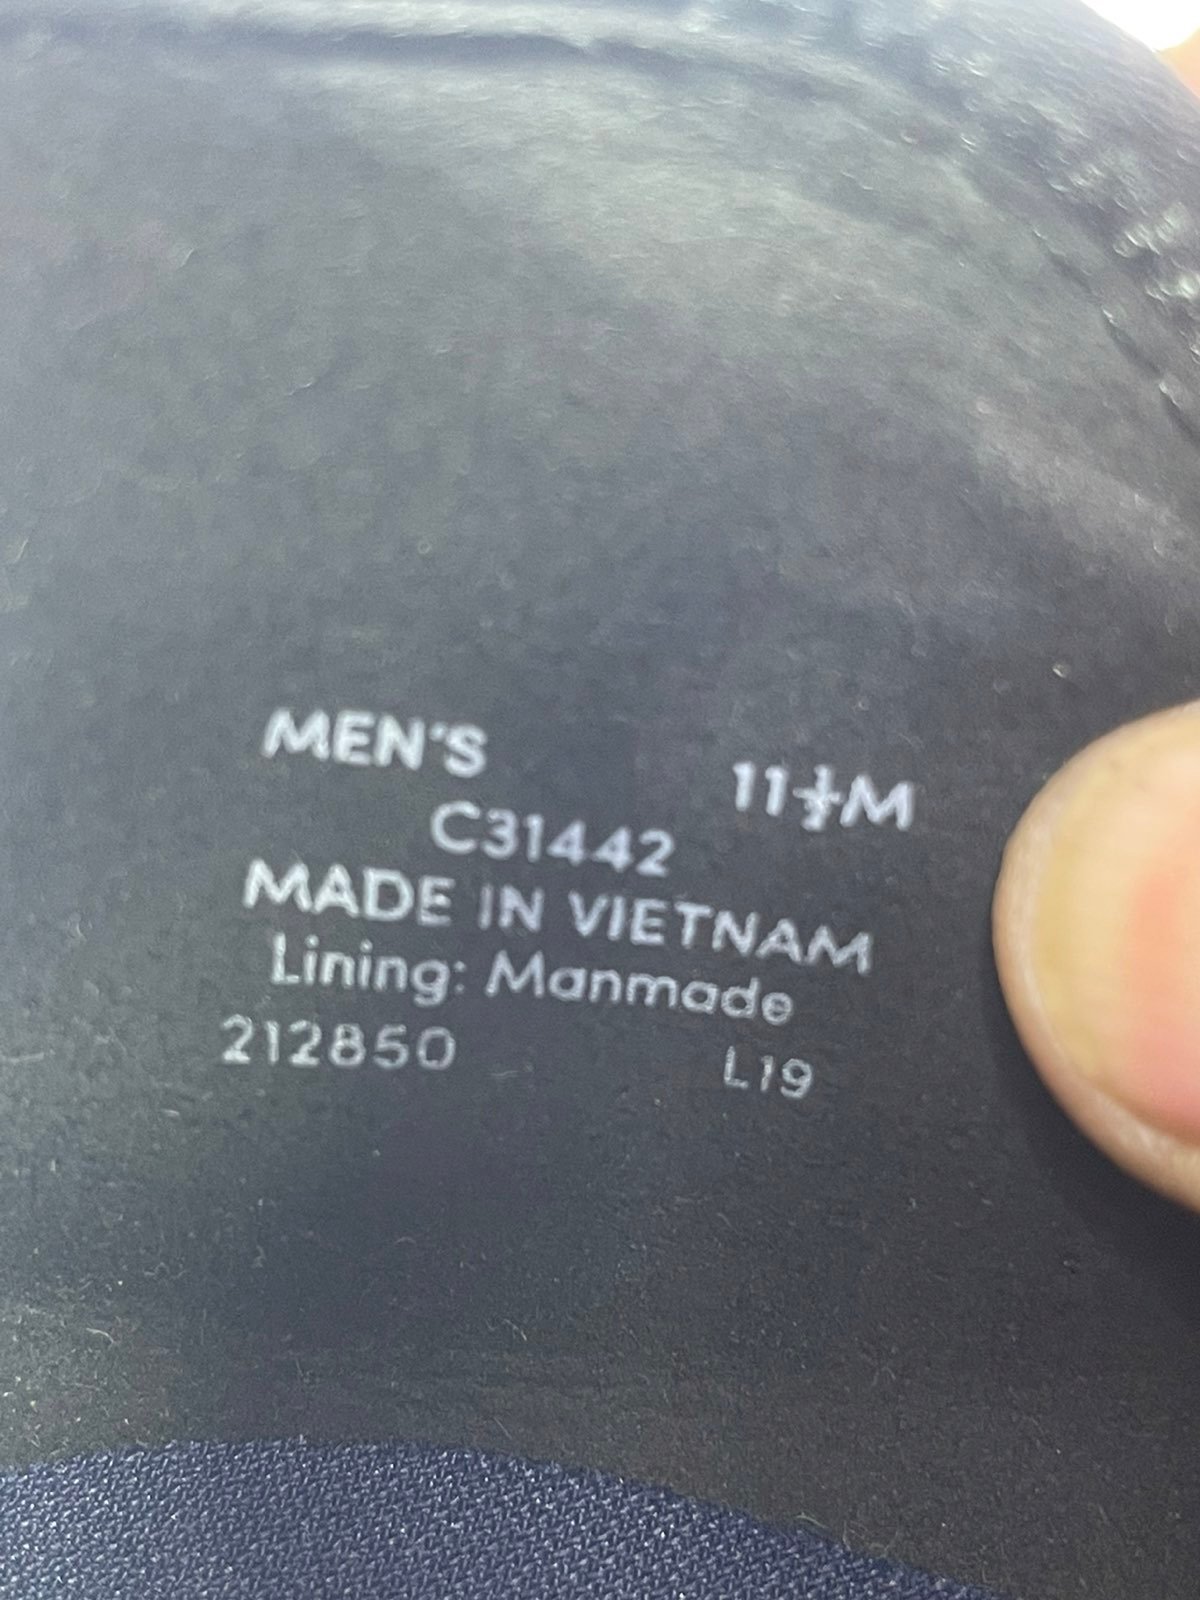 MEN'S 11½M
C31442
MADE IN VIETNAM
Lining: Manmade
212850 L19